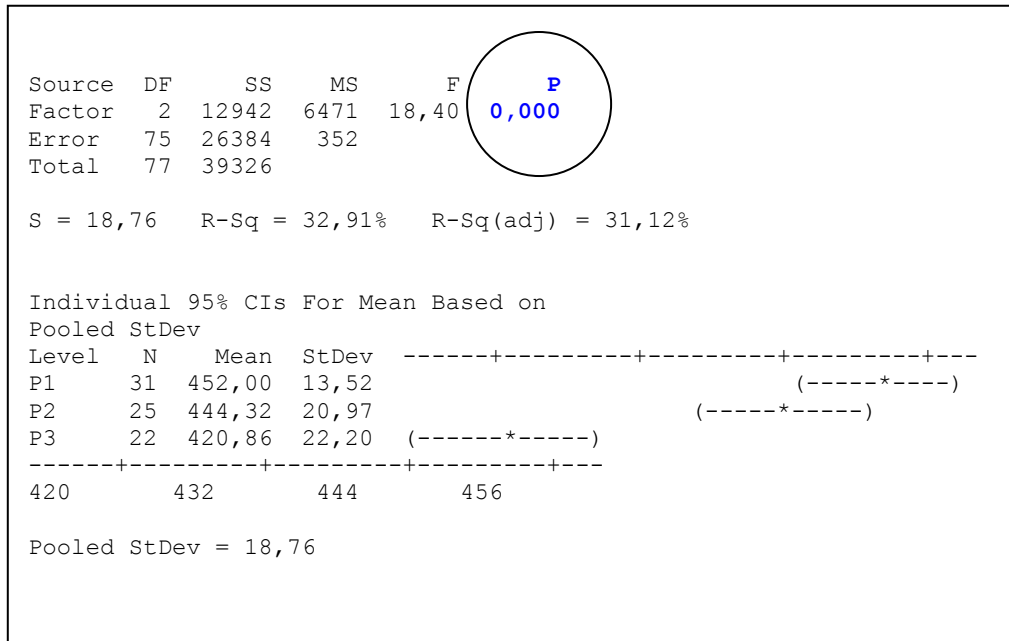 Source  DF     SS    MS      F      P
Factor   2  12942  6471  18,40  0,000
Error   75  26384   352
Total   77  39326
S = 18,76   R-Sq = 32,91%   R-Sq(adj) = 31,12%
Individual 95% CIs For Mean Based on
Pooled StDev
Level   N    Mean  StDev  ------+---------+---------+---------+---
P1     31  452,00  13,52                             (-----*----)
P2     25  444,32  20,97                     (-----*-----)
P3     22  420,86  22,20  (------*-----)
------+---------+---------+---------+---
420       432       444       456
Pooled StDev = 18,76